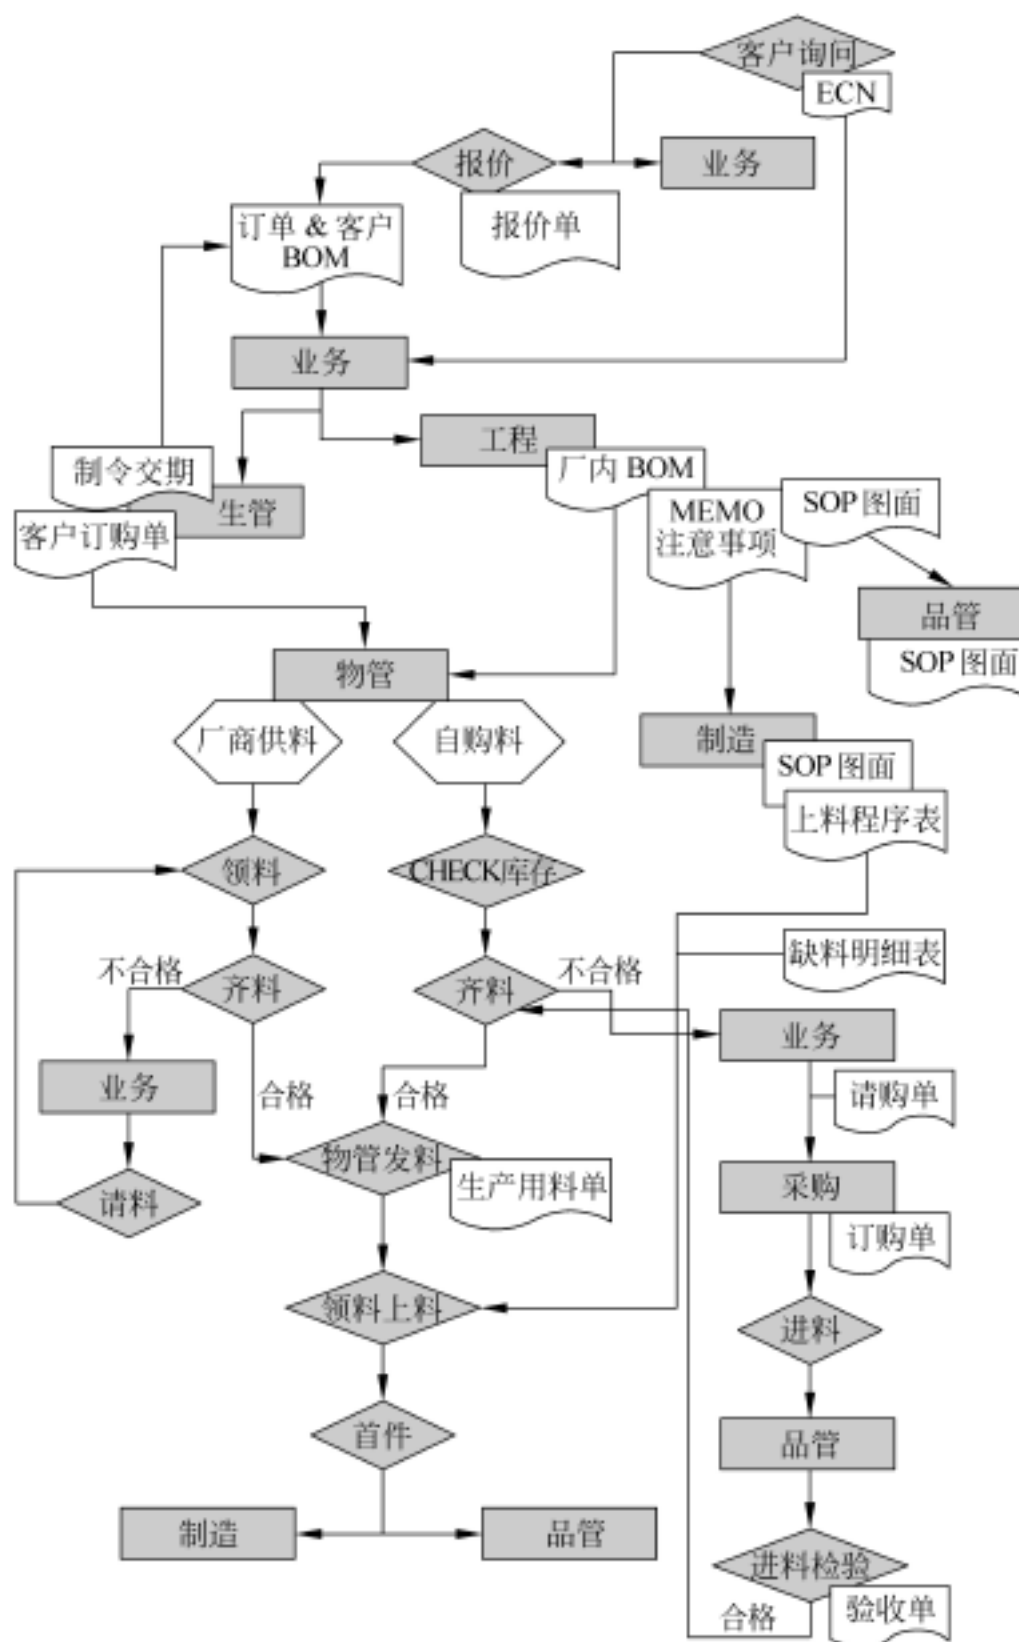 客户询问
ECN
报价
业务
报价单
订单 & 客户
BOM
业务
工程
制令交期
生管
客户订购单
厂内 BOM
MEMO
注意事项
SOP 图面
品管
SOP 图面
物管
厂商供料
自购料
制造
SOP 图面
上料程序表
领料
CHECK库存
缺料明细表
不合格
齐料
齐料
不合格
业务
业务
请购单
合格
合格
物管发料
生产用料单
请料
采购
订购单
领料上料
进料
首件
品管
制造
品管
进料检验
合格
验收单